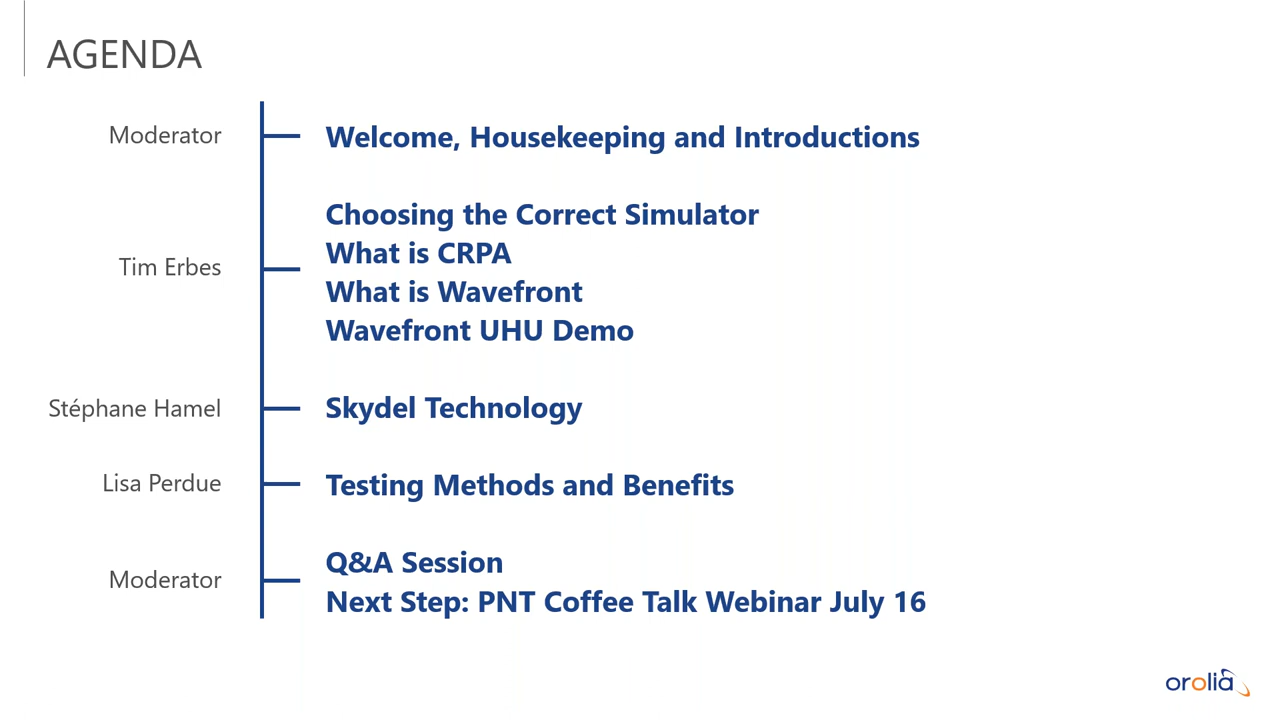 AGENDA
Moderator
Welcome, Housekeeping and Introductions
Tim Erbes
Choosing the Correct Simulator
What is CRPA
What is Wavefront
Wavefront UHU Demo
Stéphane Hamel
Skydel Technology
Lisa Perdue
Testing Methods and Benefits
Moderator
Q&A Session
Next Step: PNT Coffee Talk Webinar July 16
orolia